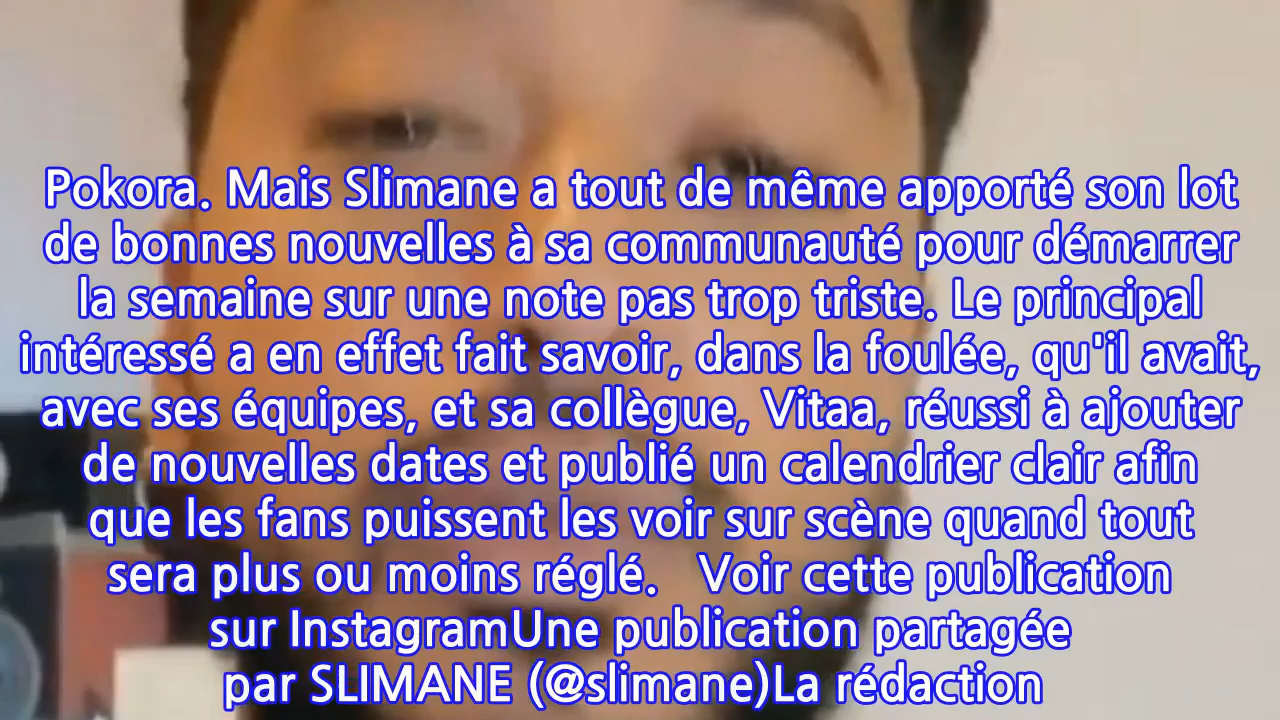 Pokora. Mais Slimane a tout de même apporté son lot
de bonnes nouvelles à sa communauté pour démarrer
la semaine sur une note pas trop triste. Le principal
intéressé a en effet fait savoir, dans la foulée, qu'il avait,
avec ses équipes, et sa collègue, Vitaa, réussi à ajouter
de nouvelles dates et publié un calendrier clair afin
que les fans puissent les voir sur scène quand tout
sera plus ou moins réglé.   Voir cette publication
sur InstagramUne publication partagée
par SLIMANE (@slimane)La rédaction